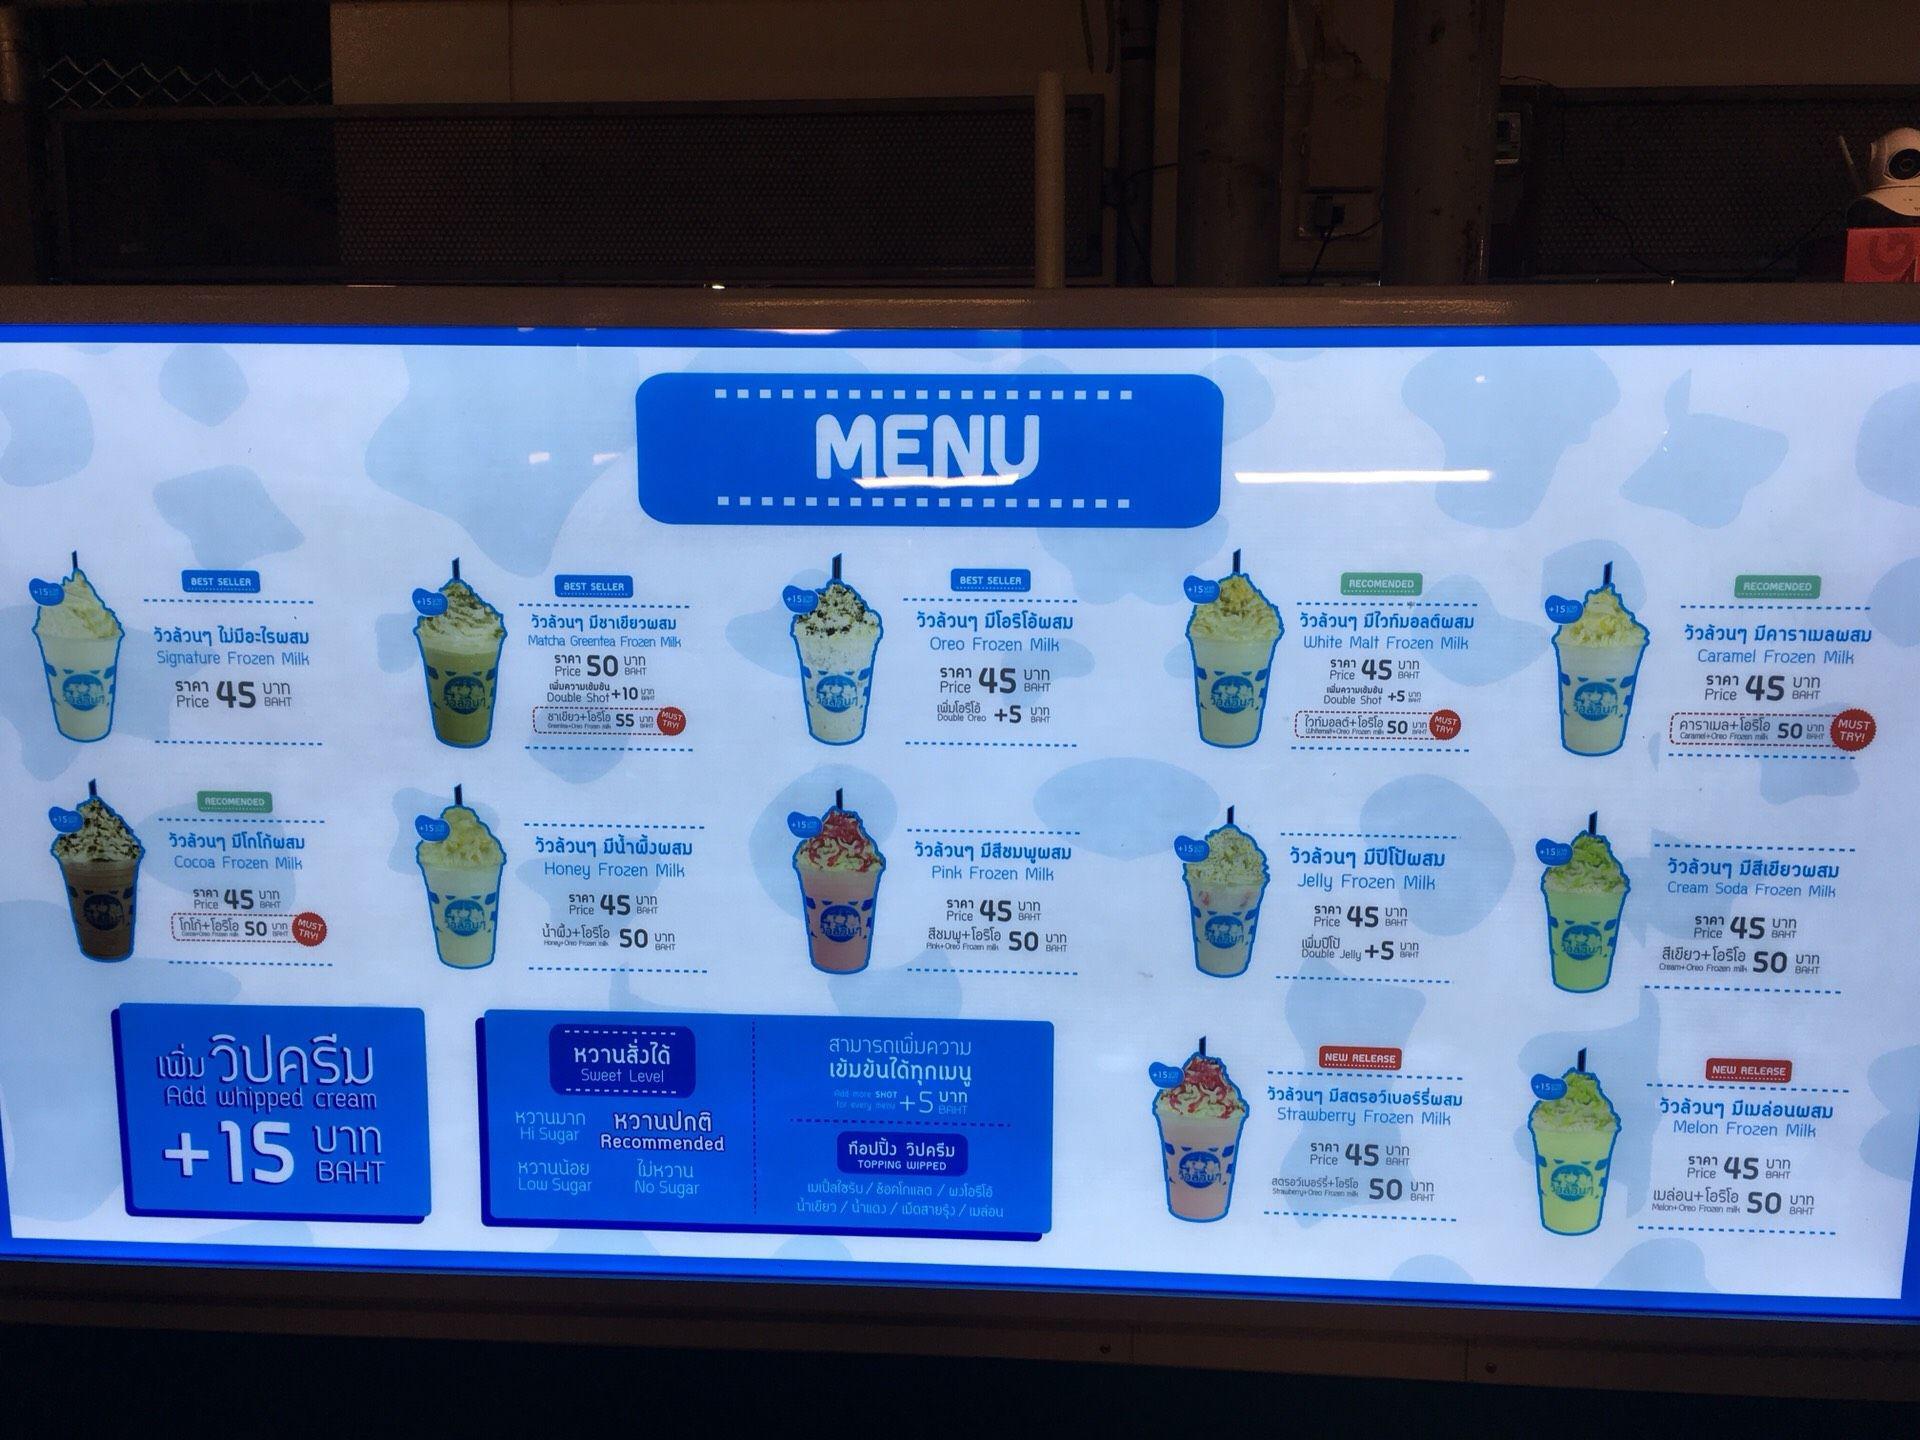 MENU
BEST SELLER
วัวล้วนๆ ไม่มีอะไรผสม
Signature Frozen Milk
ราคา 45 บาท
Price BAHT
BEST SELLER
วัวล้วนๆ มีชาเขียวผสม
Matcha Greentea Frozen Milk
ราคา 50 บาท
Price BAHT
เพิ่มความเข้มข้น
Double Shot +10 บาท
ชาเขียว+โอริโอ 55 บาท
Greentea+Oreo Frozen milk BAHT
MUST TRY!
BEST SELLER
วัวล้วนๆ มีโอริโอ้ผสม
Oreo Frozen Milk
ราคา 45 บาท
Price BAHT
เพิ่มโอริโอ้ +5 บาท
Double Oreo BAHT
RECOMENDED
วัวล้วนๆ มีไวท์มอลต์ผสม
White Malt Frozen Milk
ราคา 45 บาท
Price BAHT
เพิ่มความเข้มข้น
Double Shot +5 บาท
ไวท์มอลต์+โอริโอ 50 บาท
Whitemalt+Oreo Frozen milk BAHT
MUST TRY!
RECOMENDED
วัวล้วนๆ มีคาราเมลผสม
Caramel Frozen Milk
ราคา 45 บาท
Price BAHT
คาราเมล+โอริโอ 50 บาท
Caramel+Oreo Frozen milk BAHT
MUST TRY!
RECOMENDED
วัวล้วนๆ มีโกโก้ผสม
Cocoa Frozen Milk
ราคา 45 บาท
Price BAHT
โกโก้+โอริโอ 50 บาท
Cocoa+Oreo Frozen milk BAHT
MUST TRY!
วัวล้วนๆ มีน้ำผึ้งผสม
Honey Frozen Milk
ราคา 45 บาท
Price BAHT
น้ำผึ้ง+โอริโอ 50 บาท
Honey+Oreo Frozen milk BAHT
วัวล้วนๆ มีสีชมพูผสม
Pink Frozen Milk
ราคา 45 บาท
Price BAHT
สีชมพู+โอริโอ 50 บาท
Pink+Oreo Frozen milk BAHT
วัวล้วนๆ มีปีโป้ผสม
Jelly Frozen Milk
ราคา 45 บาท
Price BAHT
เพิ่มปีโป้ +5 บาท
Double Jelly BAHT
วัวล้วนๆ มีสีเขียวผสม
Cream Soda Frozen Milk
ราคา 45 บาท
Price BAHT
สีเขียว+โอริโอ 50 บาท
Cream+Oreo Frozen milk BAHT
เพิ่ม วิปครีม
Add whipped cream
+15 บาท
BAHT
หวานสั่งได้
Sweet Level
หวานมาก หวานปกติ
Hi Sugar Recommended
หวานน้อย ไม่หวาน
Low Sugar No Sugar
สามารถเพิ่มความ
เข้มข้นได้ทุกเมนู
Add more SHOT
for every menu +5 บาท
BAHT
ท๊อปปิ้ง วิปครีม
TOPPING WIPPED
เมเปิ้ลไซรัป / ช็อคโกแลต / ผงโอริโอ้
น้ำเขียว / น้ำแดง / เม็ดสายรุ้ง / เมล่อน
NEW RELEASE
วัวล้วนๆ มีสตรอว์เบอร์รี่ผสม
Strawberry Frozen Milk
ราคา 45 บาท
Price BAHT
สตรอว์เบอร์รี่+โอริโอ 50 บาท
Strawberry+Oreo Frozen milk BAHT
NEW RELEASE
วัวล้วนๆ มีเมล่อนผสม
Melon Frozen Milk
ราคา 45 บาท
Price BAHT
เมล่อน+โอริโอ 50 บาท
Melon+Oreo Frozen milk BAHT